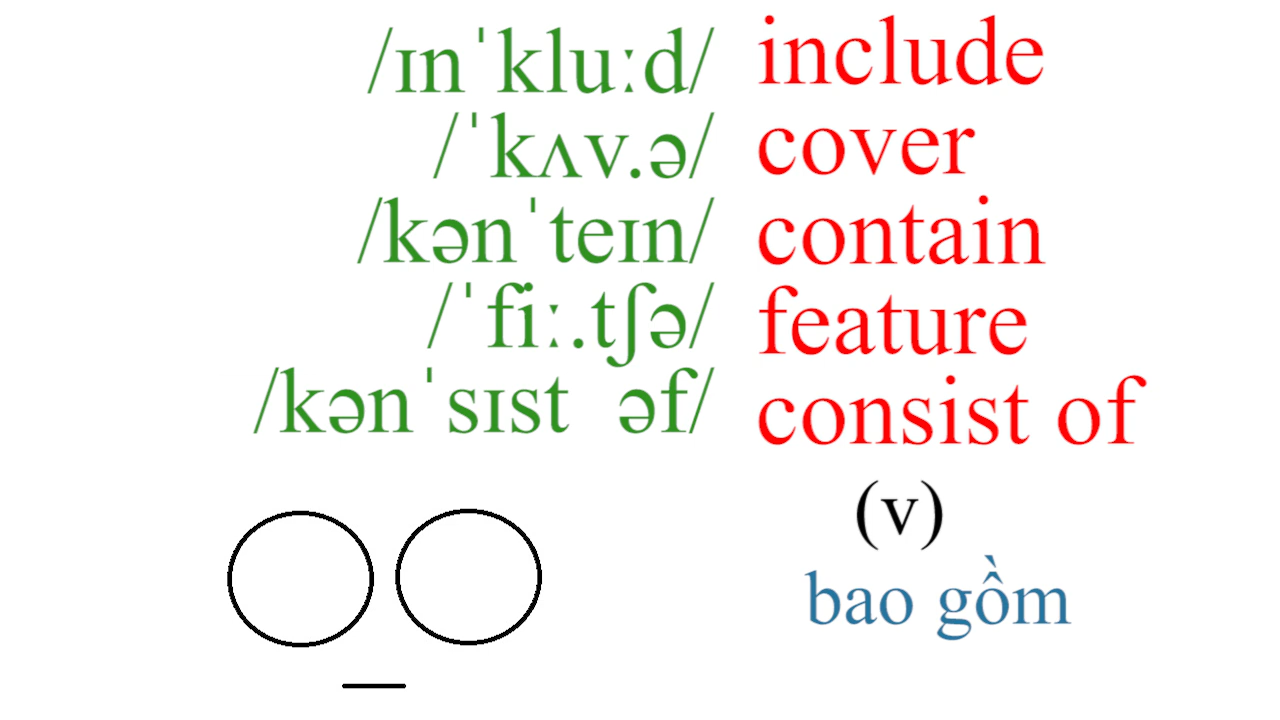 /ɪnˈkluːd/ include
/ˈkʌv.ə/ cover
/kənˈteɪn/ contain
/ˈfiː.tʃə/ feature
/kənˈsɪst əf/ consist of
(v)
bao gồm